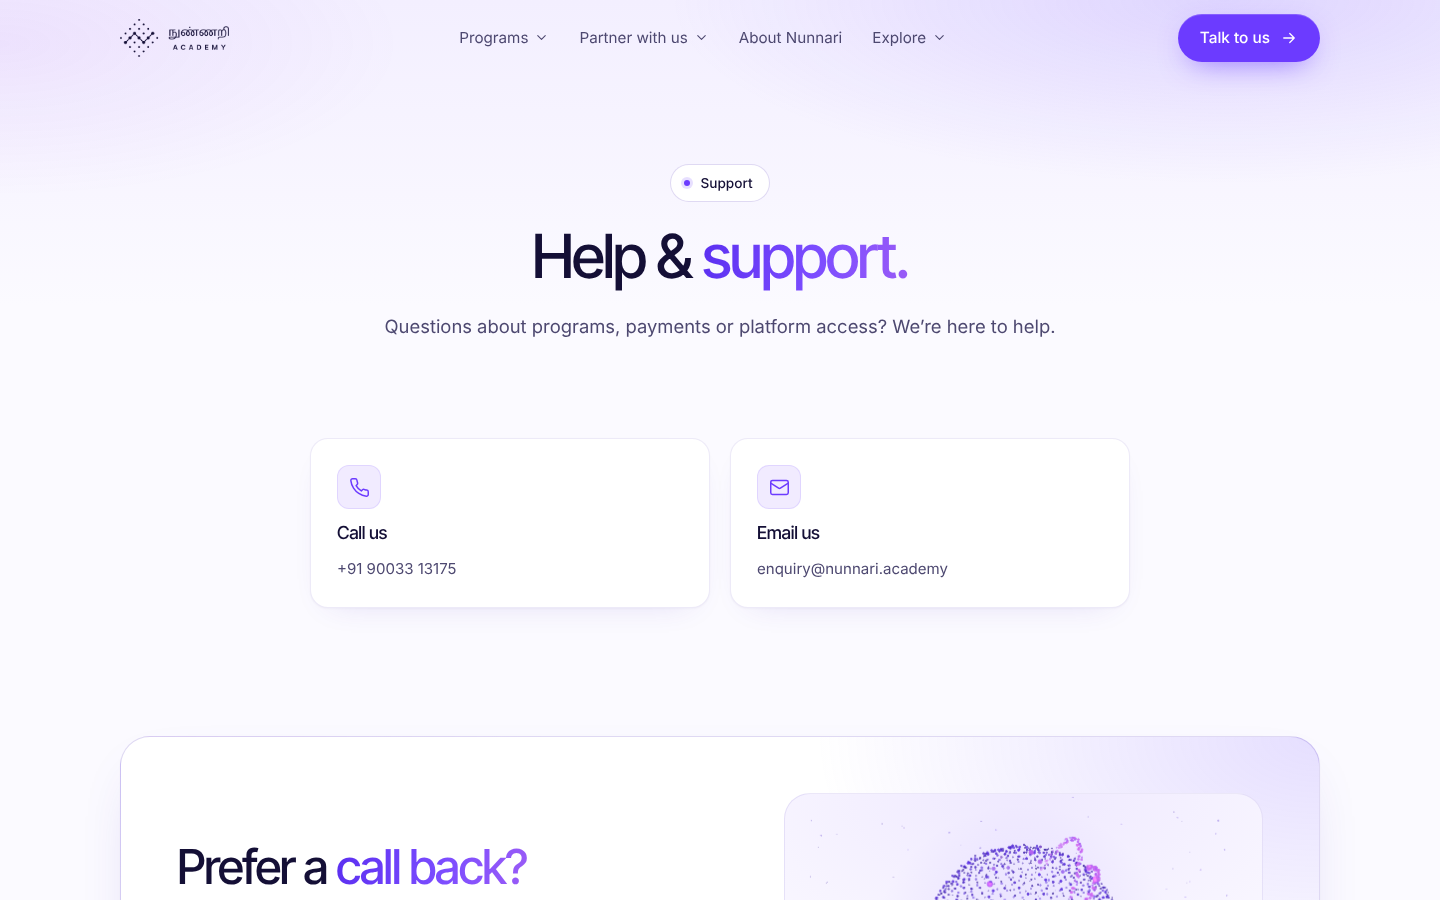 நுண்ணறி
ACADEMY
Programs
Partner with us
About Nunnari
Explore
Talk to us
Support
Help & support.
Questions about programs, payments or platform access? We’re here to help.
Call us
+91 90033 13175
Email us
enquiry@nunnari.academy
Prefer a call back?